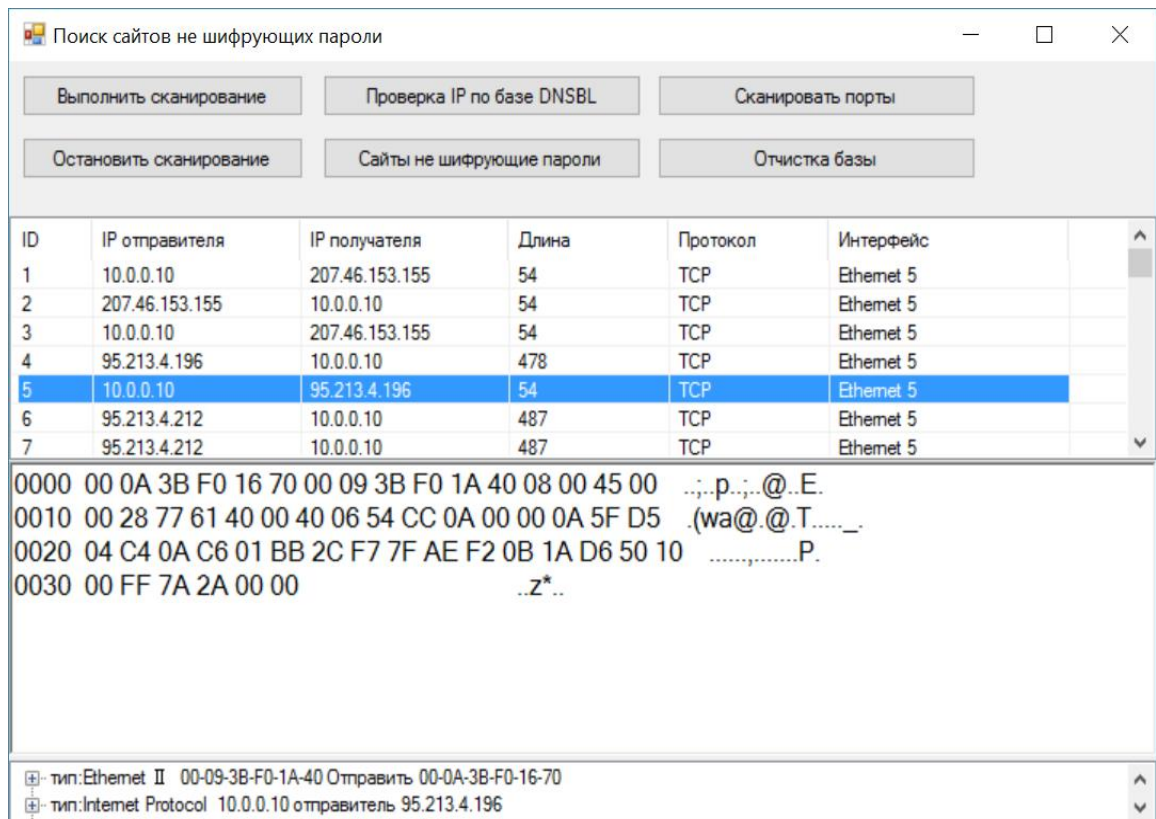 Поиск сайтов не шифрующих пароли
Выполнить сканирование Проверка IP по базе DNSBL Сканировать порты
Остановить сканирование Сайты не шифрующие пароли Отчистка базы
ID IP отправителя IP получателя Длина Протокол Интерфейс
1 10.0.0.10 207.46.153.155 54 TCP Ethernet 5
2 207.46.153.155 10.0.0.10 54 TCP Ethernet 5
3 10.0.0.10 207.46.153.155 54 TCP Ethernet 5
4 95.213.4.196 10.0.0.10 478 TCP Ethernet 5
5 10.0.0.10 95.213.4.196 54 TCP Ethernet 5
6 95.213.4.212 10.0.0.10 487 TCP Ethernet 5
7 95.213.4.212 10.0.0.10 487 TCP Ethernet 5
0000 00 0A 3B F0 16 70 00 09 3B F0 1A 40 08 00 45 00 ..;..p..;..@..E.
0010 00 28 77 61 40 00 40 06 54 CC 0A 00 00 0A 5F D5 .(wa@.@.T....._.
0020 04 C4 0A C6 01 BB 2C F7 7F AE F2 0B 1A D6 50 10 ......,.......P.
0030 00 FF 7A 2A 00 00 ..z*..
тип:Ethernet II 00-09-3B-F0-1A-40 Отправить 00-0A-3B-F0-16-70
тип:Internet Protocol 10.0.0.10 отправитель 95.213.4.196